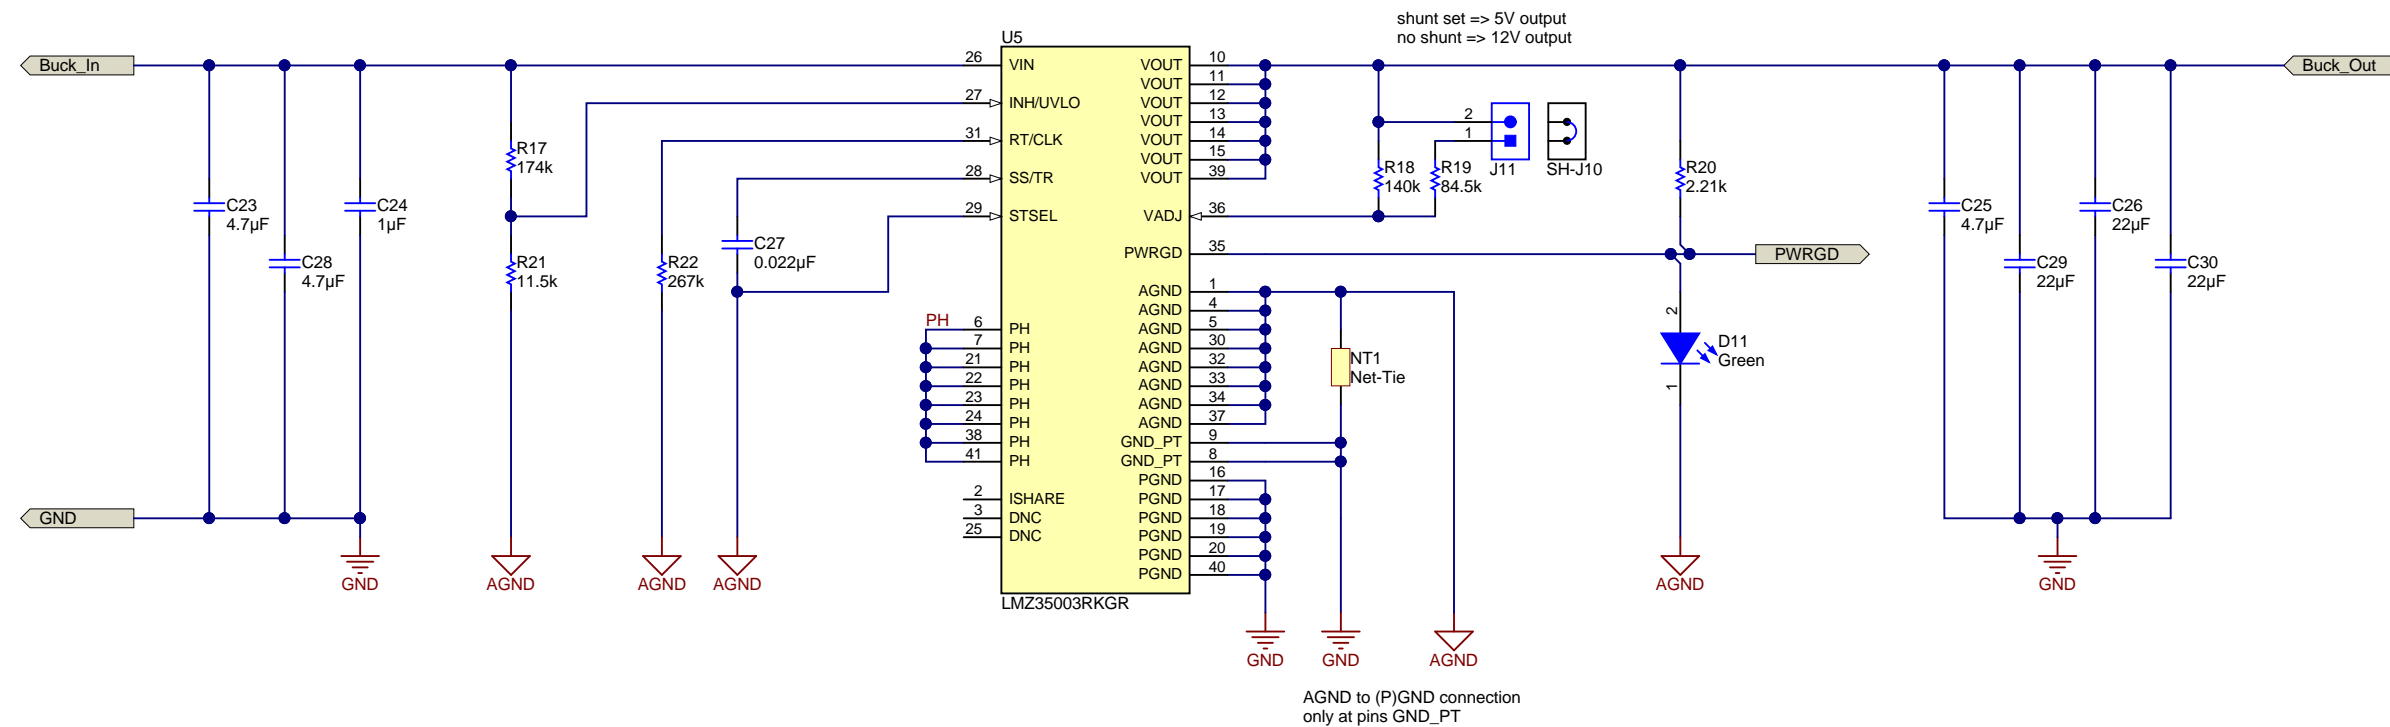 shunt set => 5V output
no shunt => 12V output
Buck_In
Buck_Out
GND
U5
26 VIN
27 INH/UVLO
31 RT/CLK
28 SS/TR
29 STSEL
PH
6 PH
7 PH
21 PH
22 PH
23 PH
24 PH
38 PH
41 PH
2 ISHARE
3 DNC
25 DNC
VOUT 10
VOUT 11
VOUT 12
VOUT 13
VOUT 14
VOUT 15
VOUT 39
VADJ 36
PWRGD 35
AGND 1
AGND 4
AGND 5
AGND 30
AGND 32
AGND 33
AGND 34
AGND 37
GND_PT 9
GND_PT 8
PGND 16
PGND 17
PGND 18
PGND 19
PGND 20
PGND 40
LMZ35003RKGR
C23
4.7µF
C28
4.7µF
C24
1µF
R17
174k
R21
11.5k
R22
267k
C27
0.022µF
GND
AGND
AGND
AGND
R18
140k
R19
84.5k
2
1
J11
SH-J10
R20
2.21k
PWRGD
NT1
Net-Tie
2
D11
Green
1
C25
4.7µF
C29
22µF
C26
22µF
C30
22µF
AGND
GND
GND
GND
AGND
AGND to (P)GND connection
only at pins GND_PT